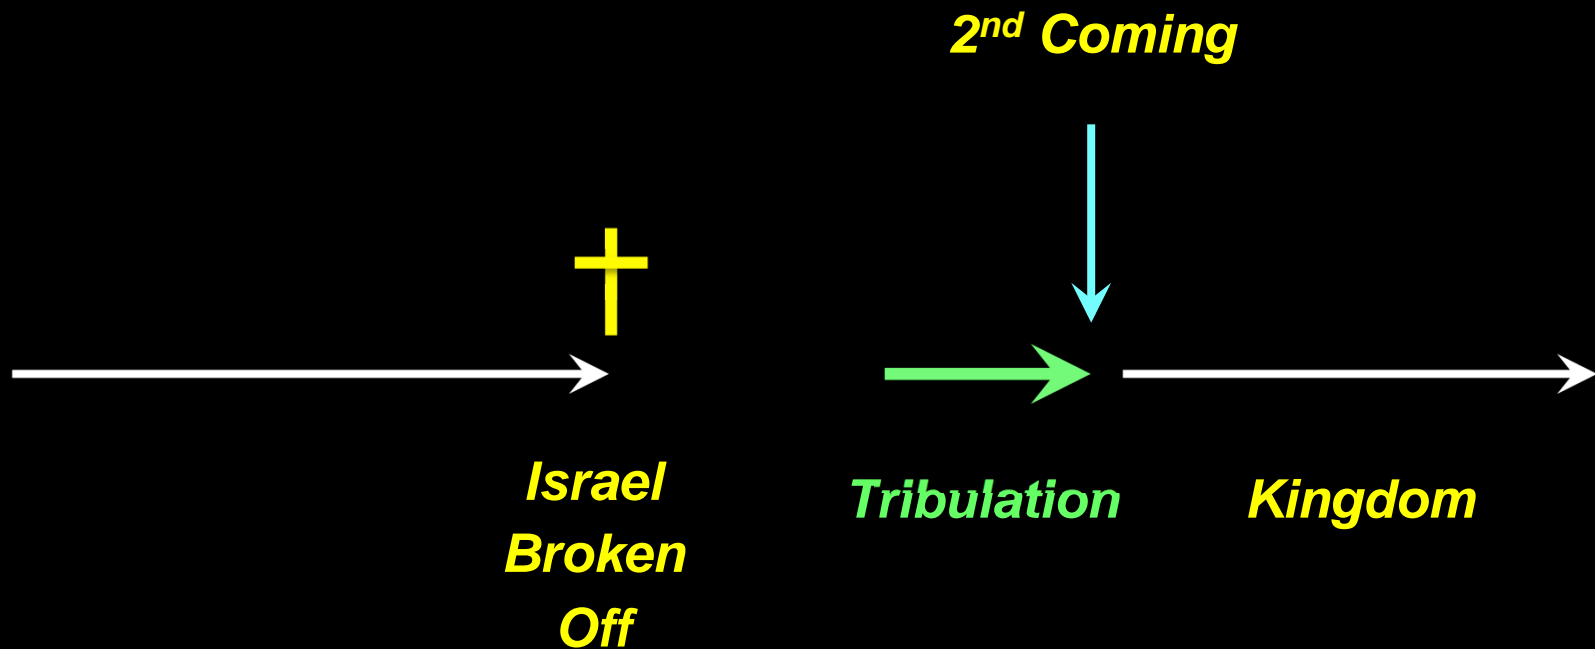 2nd Coming
Israel
Broken
Off
Tribulation
Kingdom